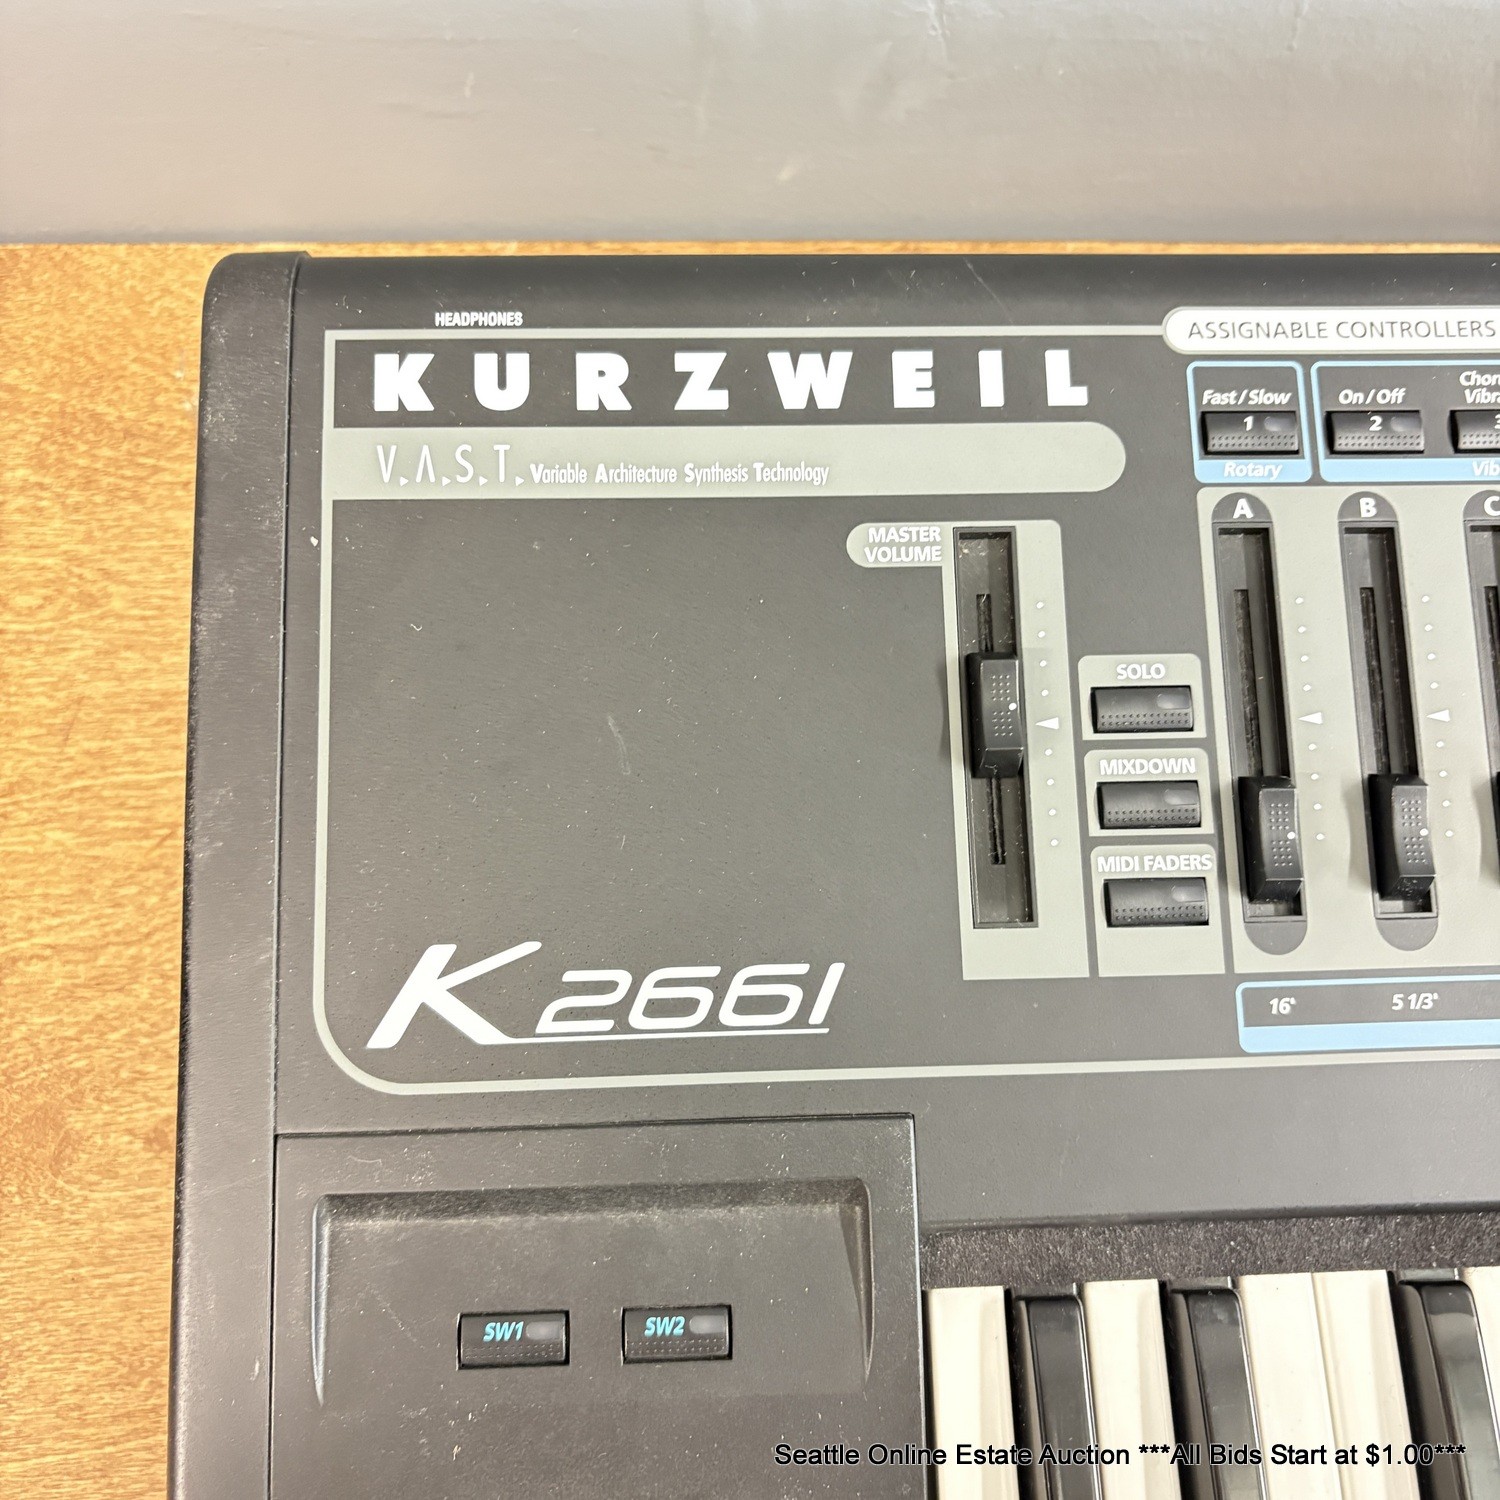 HEADPHONES
KURZWEIL
V.A.S.T. Variable Architecture Synthesis Technology
ASSIGNABLE CONTROLLERS
Fast/Slow
On/Off
1
2
3
Rotary
A
B
C
MASTER
VOLUME
SOLO
MIXDOWN
MIDI FADERS
K2661
16'
5 1/3'
SW1
SW2
Seattle Online Estate Auction ***All Bids Start at $1.00***